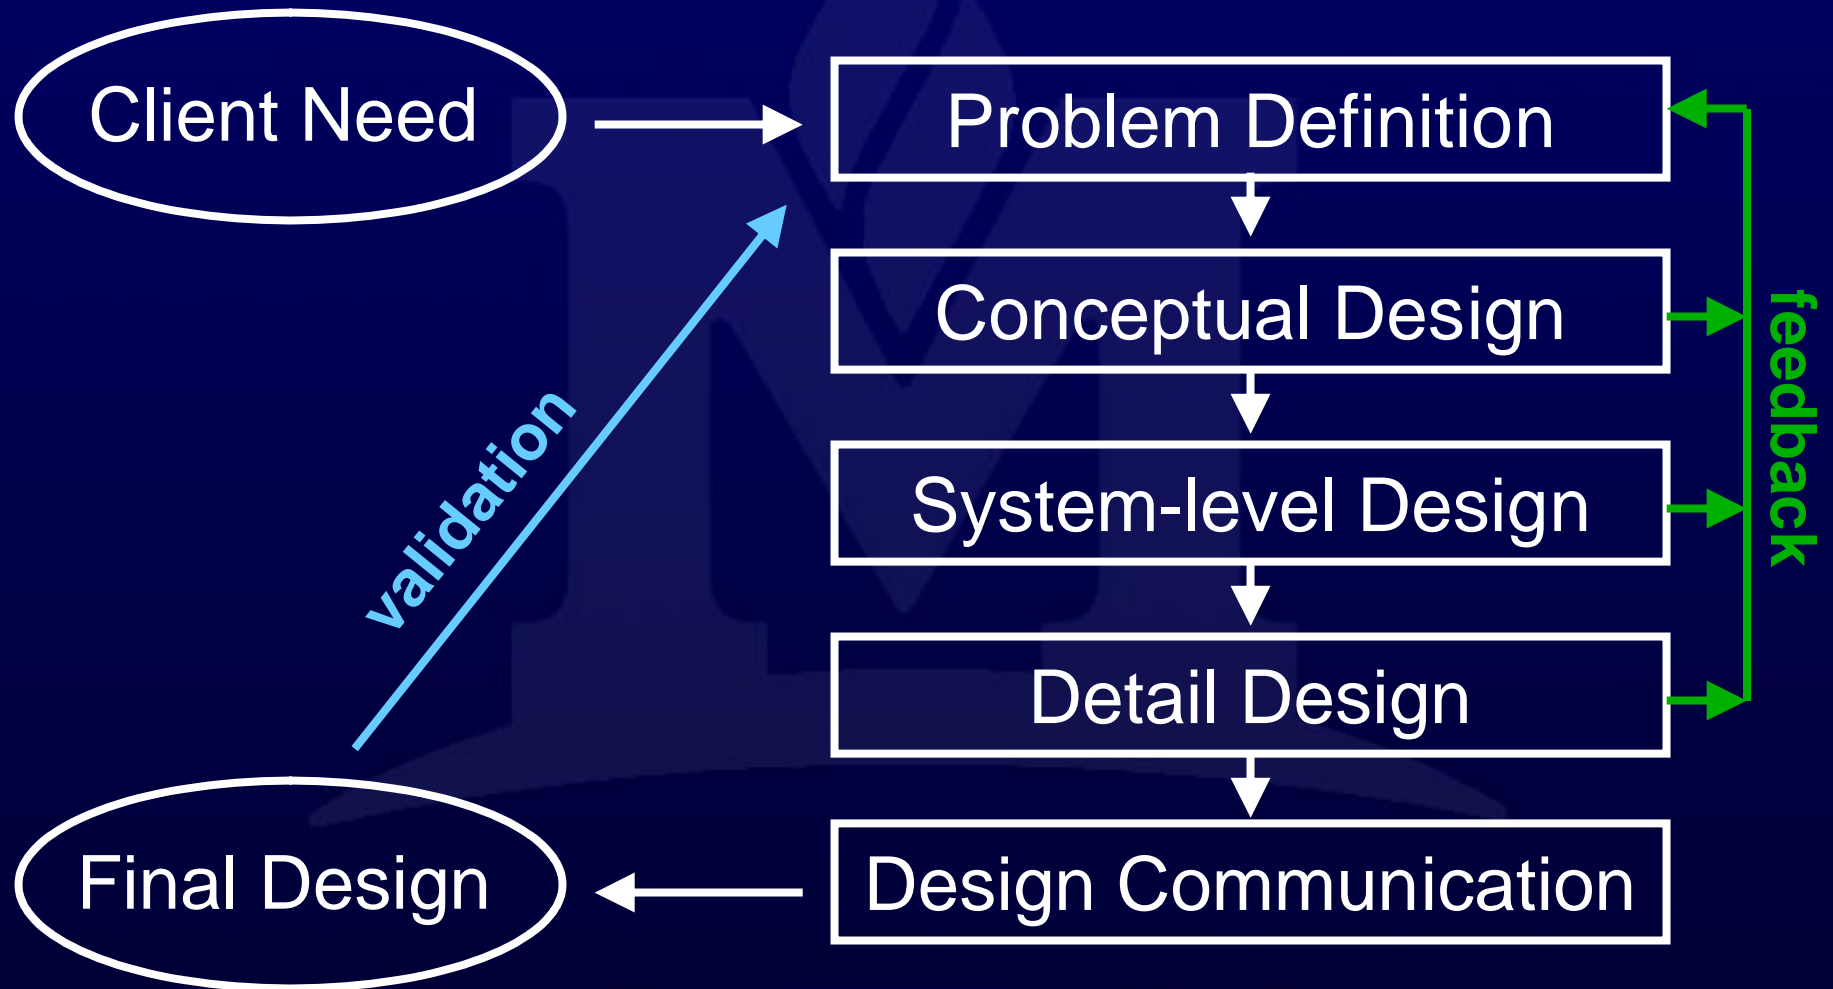 Client Need
Problem Definition
Conceptual Design
System-level Design
Detail Design
Design Communication
Final Design
validation
feedback